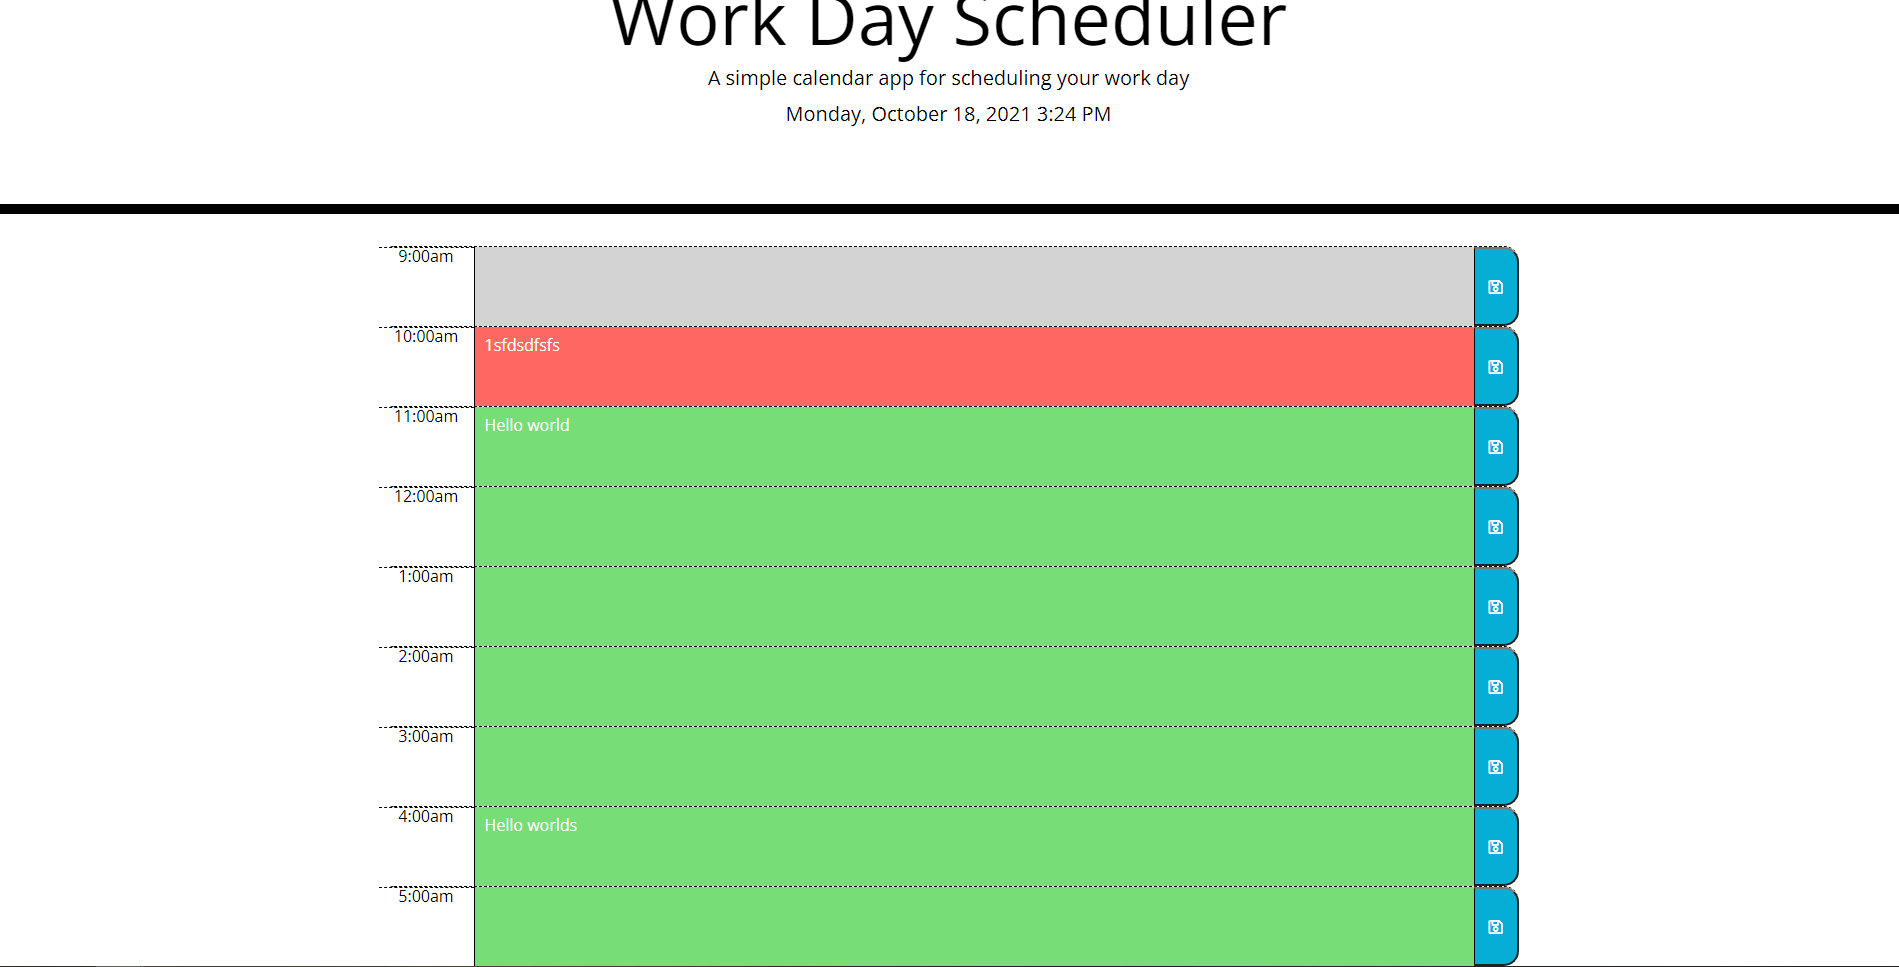 Work Day Scheduler
A simple calendar app for scheduling your work day
Monday, October 18, 2021 3:24 PM
9:00am
10:00am 1sfdsdfsfs
11:00am Hello world
12:00am
1:00am
2:00am
3:00am
4:00am Hello worlds
5:00am